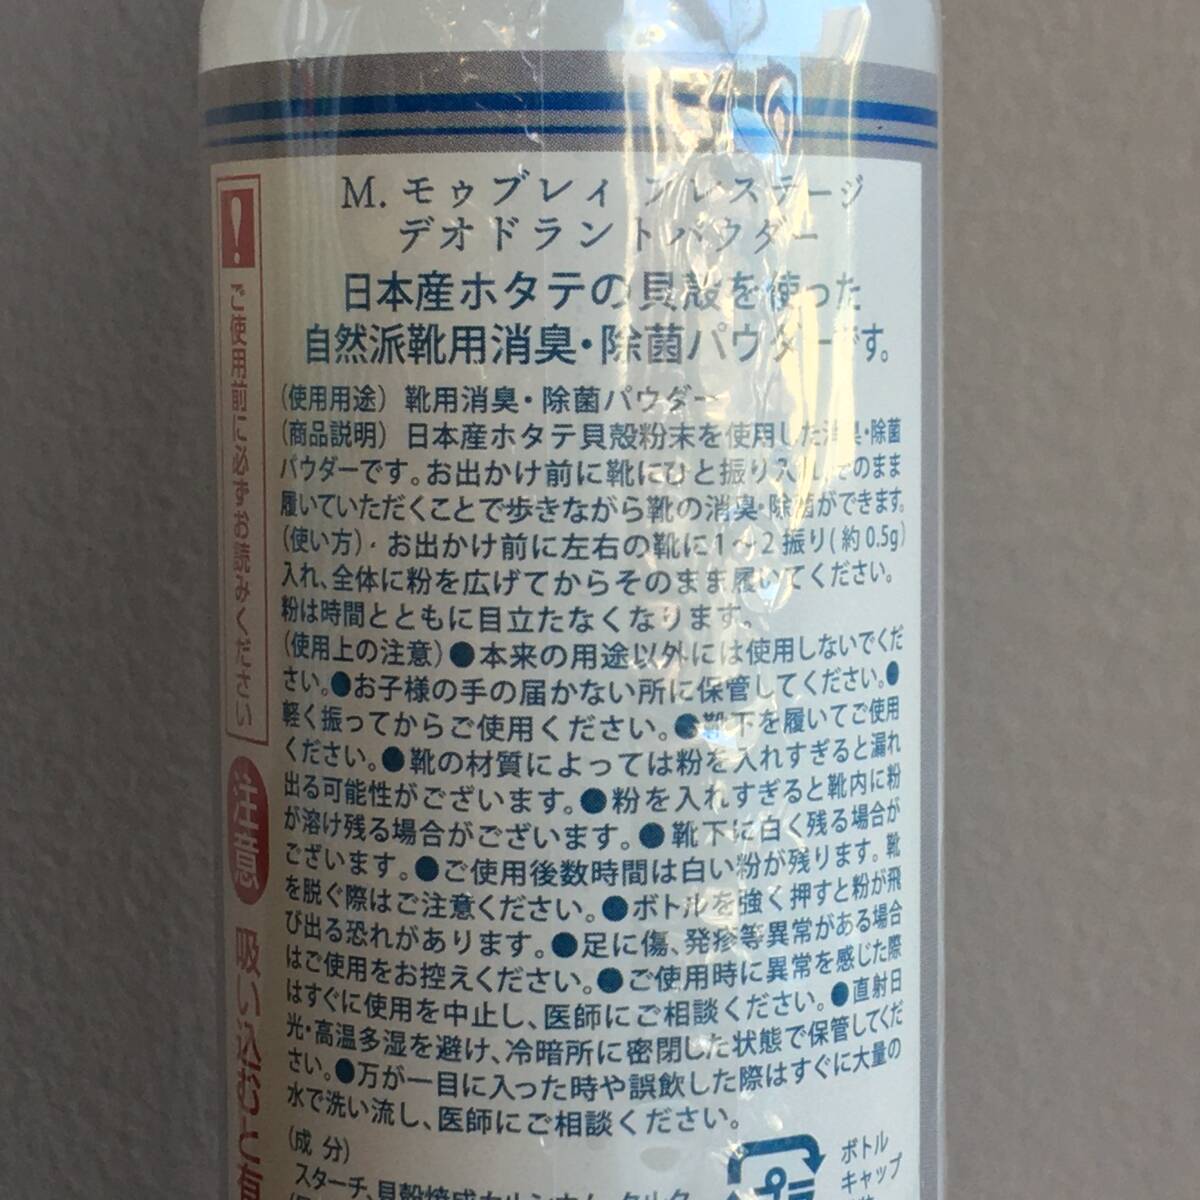 M. モゥブレィ プレステージ
デオドラントパウダー
日本産ホタテの貝殻を使った
自然派靴用消臭・除菌パウダーです。
(使用用途) 靴用消臭・除菌パウダー
(商品説明) 日本産ホタテ貝殻粉末を使用した消臭・除菌
パウダーです。お出かけ前に靴にひと振り入れ、そのまま
履いていただくことで歩きながら靴の消臭・除菌ができます。
(使い方)・お出かけ前に左右の靴に1〜2振り(約0.5g)
入れ、全体に粉を広げてからそのまま履いてください。
粉は時間とともに目立たなくなります。
(使用上の注意)●本来の用途以外には使用しないでくだ
さい。●お子様の手の届かない所に保管してください。●
軽く振ってからご使用ください。●靴下を履いてご使用
ください。●靴の材質によっては粉を入れすぎると漏れ
出る可能性がございます。●粉を入れすぎると靴内に粉
が溶け残る場合がございます。●靴下に白く残る場合が
ございます。●ご使用後数時間は白い粉が残ります。靴
を脱ぐ際はご注意ください。●ボトルを強く押すと粉が飛
び出る恐れがあります。●足に傷、発疹等異常がある場合
はご使用をお控えください。●ご使用時に異常を感じた際
はすぐに使用を中止し、医師にご相談ください。●直射日
光・高温多湿を避け、冷暗所に密閉した状態で保管してくだ
さい。●万が一目に入った時や誤飲した際はすぐに大量の
水で洗い流し、医師にご相談ください。
(成分)
スターチ、貝殻焼成カルシウム、タルク
ボトル
キャップ
!
ご使用前に必ずお読みください
注意
吸い込むと有